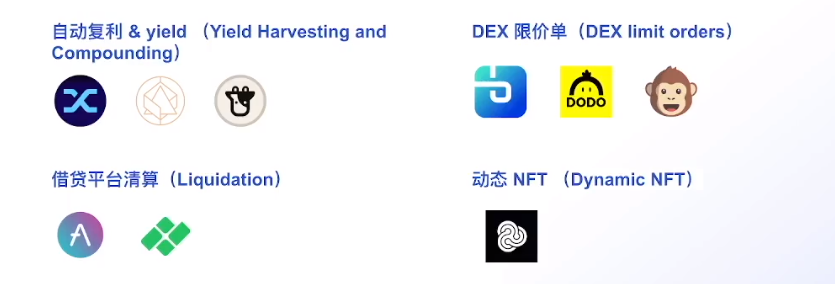 自动复利 & yield （Yield Harvesting and
Compounding）
DEX 限价单（DEX limit orders）
DODO
借贷平台清算（Liquidation）
动态 NFT （Dynamic NFT）